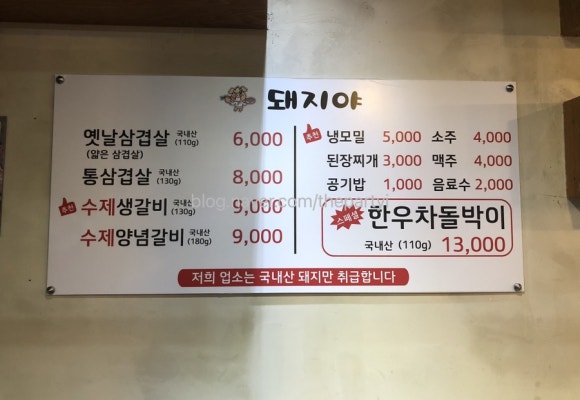 돼지야
옛날삼겹살 국내산 (110g) 6,000
(얇은 삼겹살)
통삼겹살 국내산 (130g) 8,000
추천 수제생갈비 국내산 (130g) 9,000
수제양념갈비 국내산 (180g) 9,000
추천 냉모밀 5,000 소주 4,000
된장찌개 3,000 맥주 4,000
공기밥 1,000 음료수 2,000
스페셜 한우차돌박이
국내산 (110g) 13,000
저희 업소는 국내산 돼지만 취급합니다